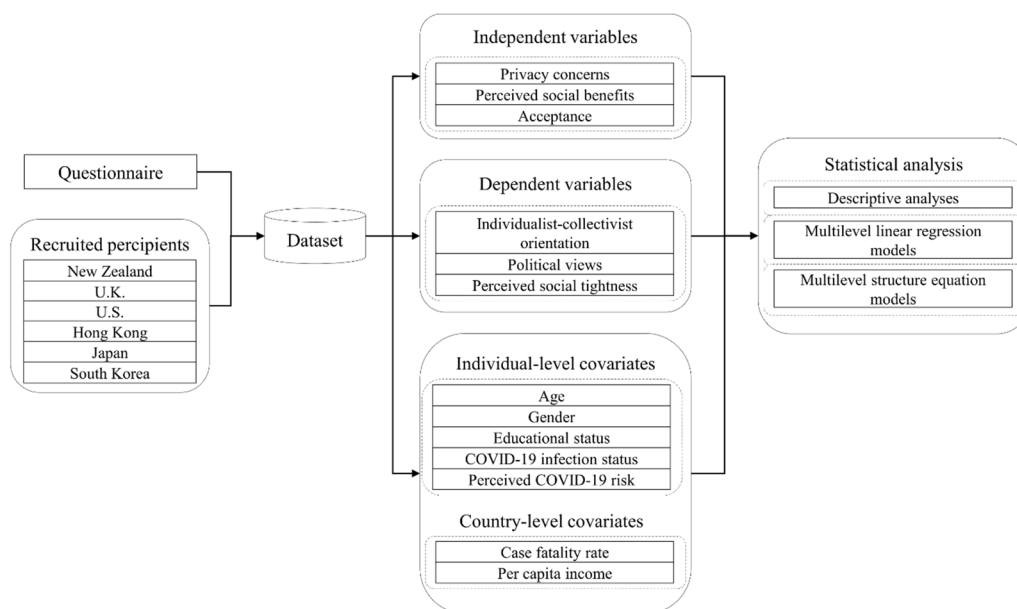 Questionnaire
Recruited percipients
New Zealand
U.K.
U.S.
Hong Kong
Japan
South Korea
Dataset
Independent variables
Privacy concerns
Perceived social benefits
Acceptance
Dependent variables
Individualist-collectivist
orientation
Political views
Perceived social tightness
Individual-level covariates
Age
Gender
Educational status
COVID-19 infection status
Perceived COVID-19 risk
Country-level covariates
Case fatality rate
Per capita income
Statistical analysis
Descriptive analyses
Multilevel linear regression
models
Multilevel structure equation
models